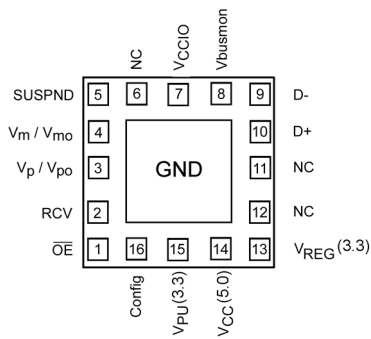 NC
VCCIO
Vbusmon
SUSPND 5 6 7 8 9 D-
Vm / Vmo 4 10 D+
Vp / Vpo 3 GND 11 NC
RCV 2 12 NC
OE 1 16 15 14 13 VREG (3.3)
Config
VPU(3.3)
VCC(5.0)